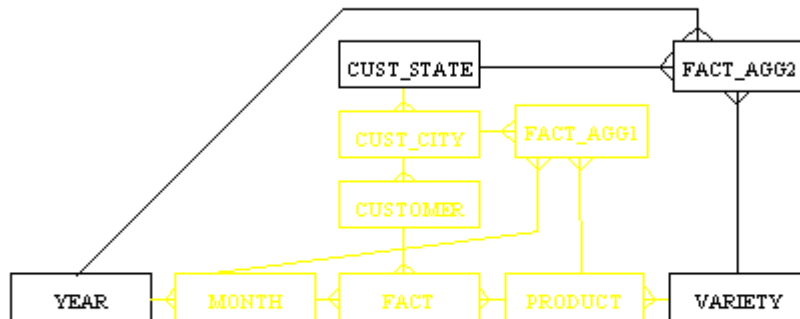 CUST_STATE
FACT_AGG2
CUST_CITY
FACT_AGG1
CUSTOMER
YEAR
MONTH
FACT
PRODUCT
VARIETY